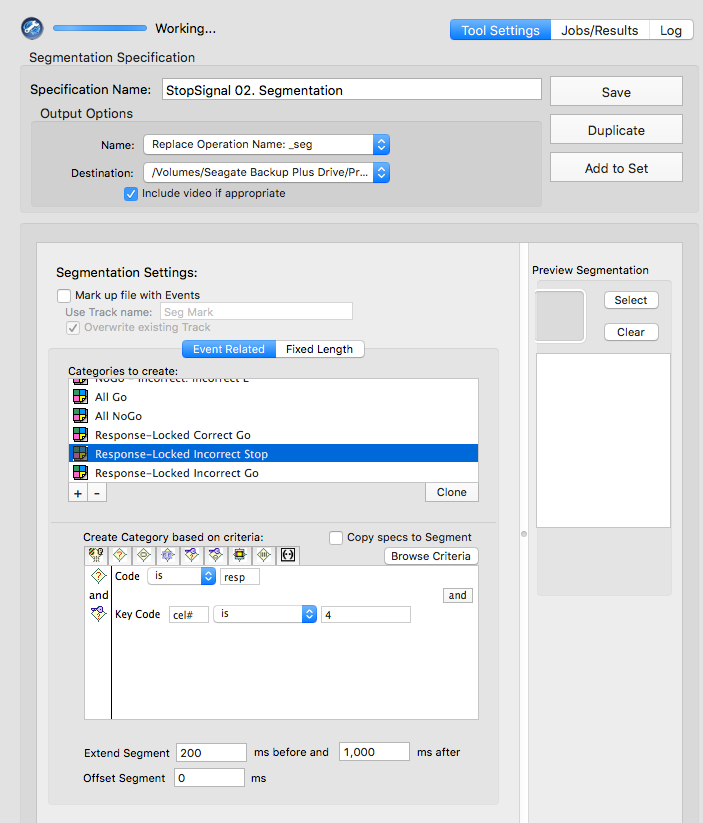 Working...
Tool Settings
Jobs/Results
Log
Segmentation Specification
Specification Name: StopSignal 02. Segmentation
Save
Output Options
Duplicate
Name: Replace Operation Name: _seg
Add to Set
Destination: /Volumes/Seagate Backup Plus Drive/Pr...
Include video if appropriate
Segmentation Settings:
Preview Segmentation
Mark up file with Events
Select
Use Track name: Seg Mark
Overwrite existing Track
Clear
Event Related
Fixed Length
Categories to create:
NoGo - Incorrect: Incorrect E
All Go
All NoGo
Response-Locked Correct Go
Response-Locked Incorrect Stop
Response-Locked Incorrect Go
+ -
Clone
Create Category based on criteria:
Copy specs to Segment
Browse Criteria
Code is resp
and
and
Key Code cel# is 4
Extend Segment 200 ms before and 1,000 ms after
Offset Segment 0 ms